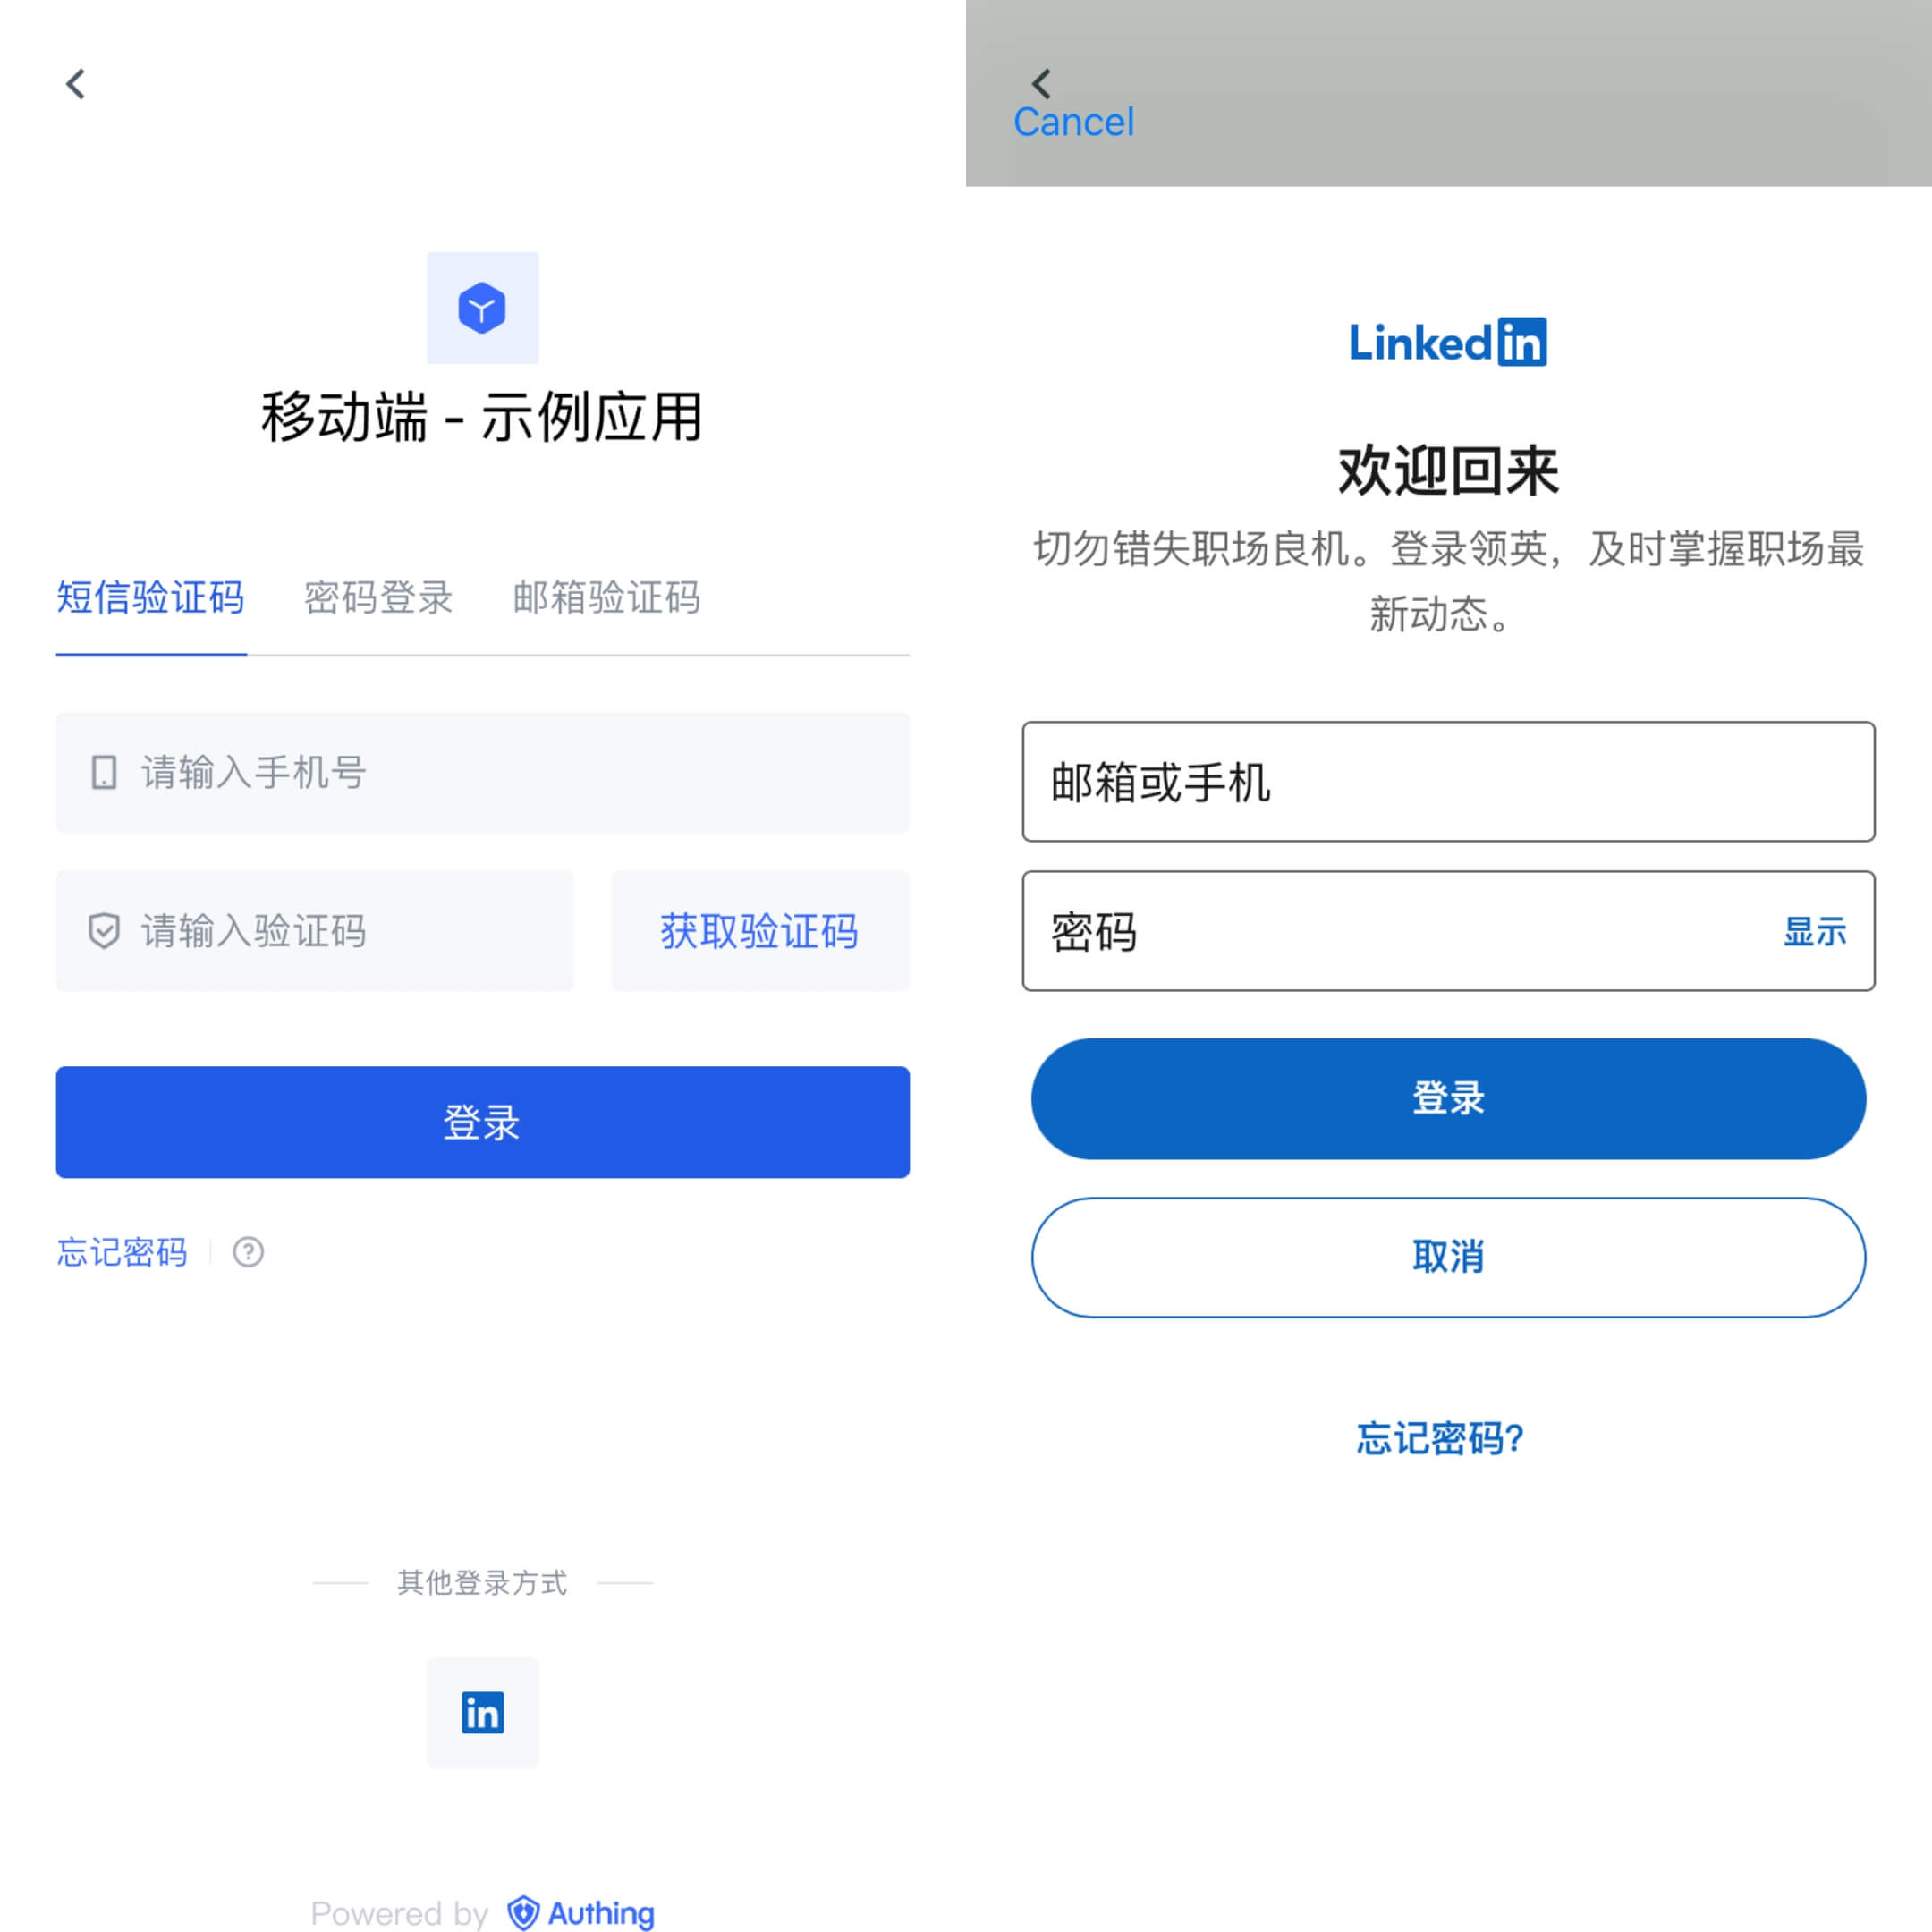 移动端 - 示例应用
短信验证码 密码登录 邮箱验证码
请输入手机号
请输入验证码 获取验证码
登录
忘记密码
其他登录方式
in
Powered by Authing
Cancel
Linked in
欢迎回来
切勿错失职场良机。登录领英，及时掌握职场最
新动态。
邮箱或手机
密码 显示
登录
取消
忘记密码?